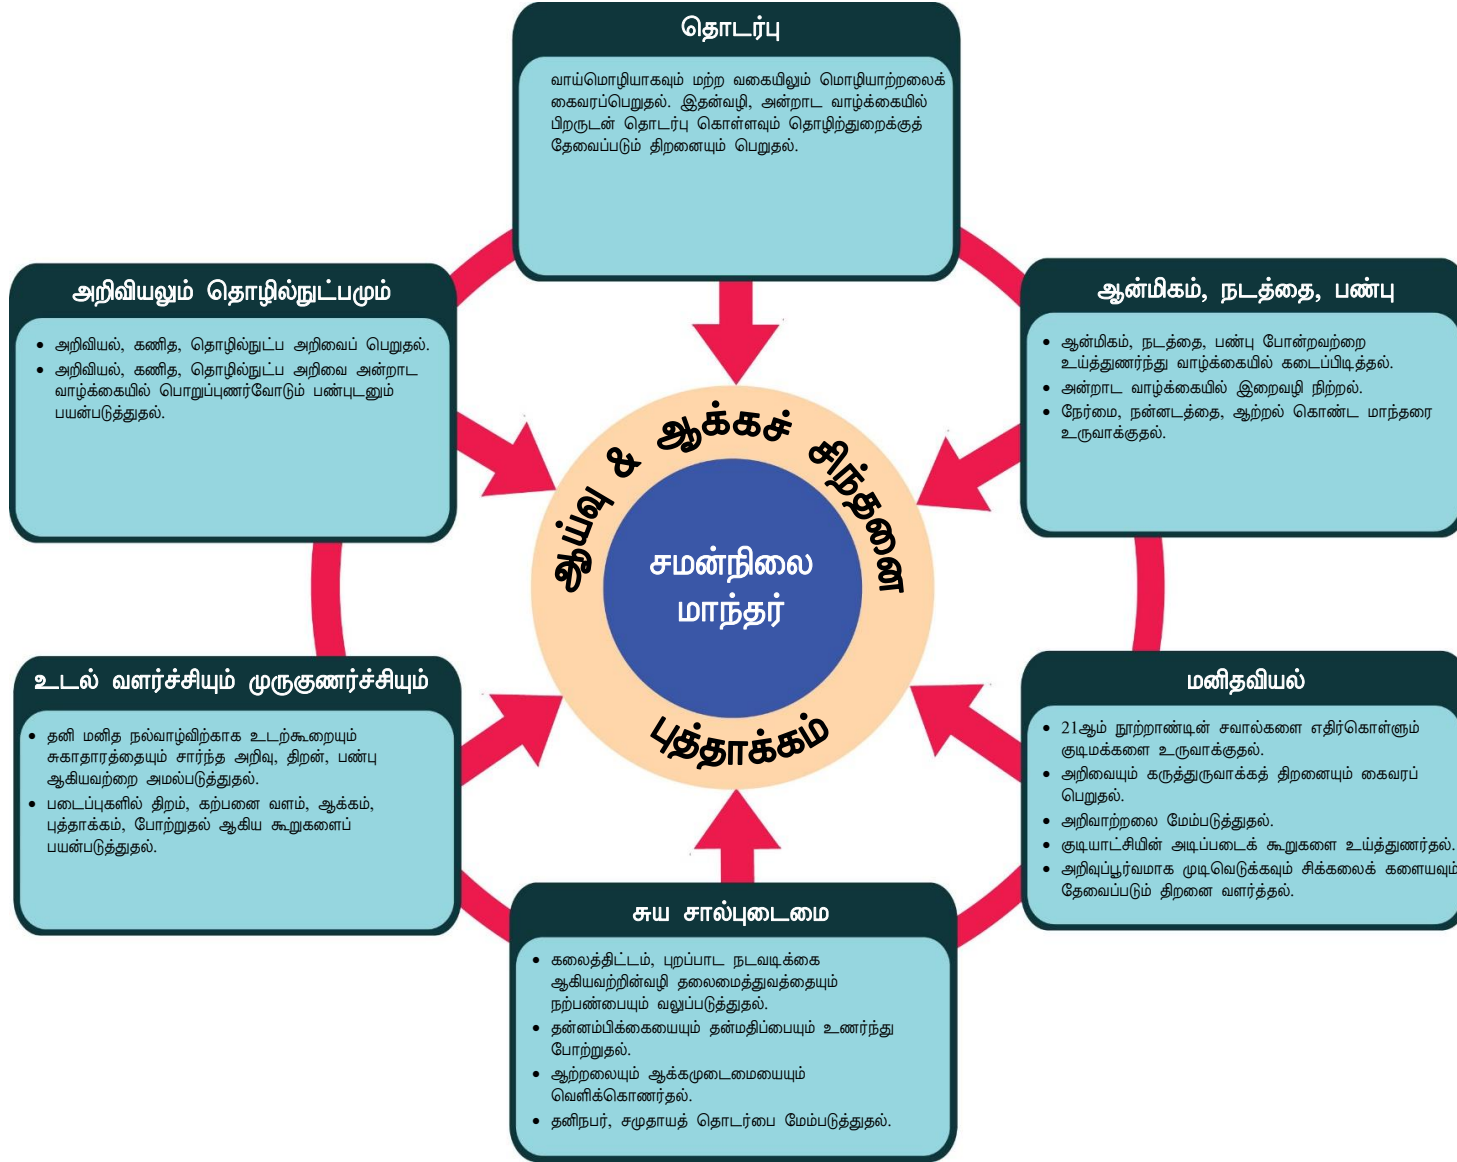 தொடர்பு
வாய்மொழியாகவும் மற்ற வகையிலும் மொழியாற்றலைக்
கைவரப்பெறுதல். இதன்வழி, அன்றாட வாழ்க்கையில்
பிறருடன் தொடர்பு கொள்ளவும் தொழிற்துறைக்குத்
தேவைப்படும் திறனையும் பெறுதல்.
அறிவியலும் தொழில்நுட்பமும்
• அறிவியல், கணித, தொழில்நுட்ப அறிவைப் பெறுதல்.
• அறிவியல், கணித, தொழில்நுட்ப அறிவை அன்றாட
வாழ்க்கையில் பொறுப்புணர்வோடும் பண்புடனும்
பயன்படுத்துதல்.
ஆன்மிகம், நடத்தை, பண்பு
• ஆன்மிகம், நடத்தை, பண்பு போன்றவற்றை
உய்த்துணர்ந்து வாழ்க்கையில் கடைப்பிடித்தல்.
• அன்றாட வாழ்க்கையில் இறைவழி நிற்றல்.
• நேர்மை, நன்னடத்தை, ஆற்றல் கொண்ட மாந்தரை
உருவாக்குதல்.
ஆய்வு & ஆக்கச் சிந்தனை
சமன்நிலை
மாந்தர்
புத்தாக்கம்
உடல் வளர்ச்சியும் முருகுணர்ச்சியும்
• தனி மனித நல்வாழ்விற்காக உடற்கூறையும்
சுகாதாரத்தையும் சார்ந்த அறிவு, திறன், பண்பு
ஆகியவற்றை அமல்படுத்துதல்.
• படைப்புகளில் திறம், கற்பனை வளம், ஆக்கம்,
புத்தாக்கம், போற்றுதல் ஆகிய கூறுகளைப்
பயன்படுத்துதல்.
மனிதவியல்
• 21ஆம் நூற்றாண்டின் சவால்களை எதிர்கொள்ளும்
குடிமக்களை உருவாக்குதல்.
• அறிவையும் கருத்துருவாக்கத் திறனையும் கைவரப்
பெறுதல்.
• அறிவாற்றலை மேம்படுத்துதல்.
• குடியாட்சியின் அடிப்படைக் கூறுகளை உய்த்துணர்தல்.
• அறிவுப்பூர்வமாக முடிவெடுக்கவும் சிக்கலைக் களையவும்
தேவைப்படும் திறனை வளர்த்தல்.
சுய சால்புடைமை
• கலைத்திட்டம், புறப்பாட நடவடிக்கை
ஆகியவற்றின்வழி தலைமைத்துவத்தையும்
நற்பண்பையும் வலுப்படுத்துதல்.
• தன்னம்பிக்கையையும் தன்மதிப்பையும் உணர்ந்து
போற்றுதல்.
• ஆற்றலையும் ஆக்கமுடைமையையும்
வெளிக்கொணர்தல்.
• தனிநபர், சமுதாயத் தொடர்பை மேம்படுத்துதல்.